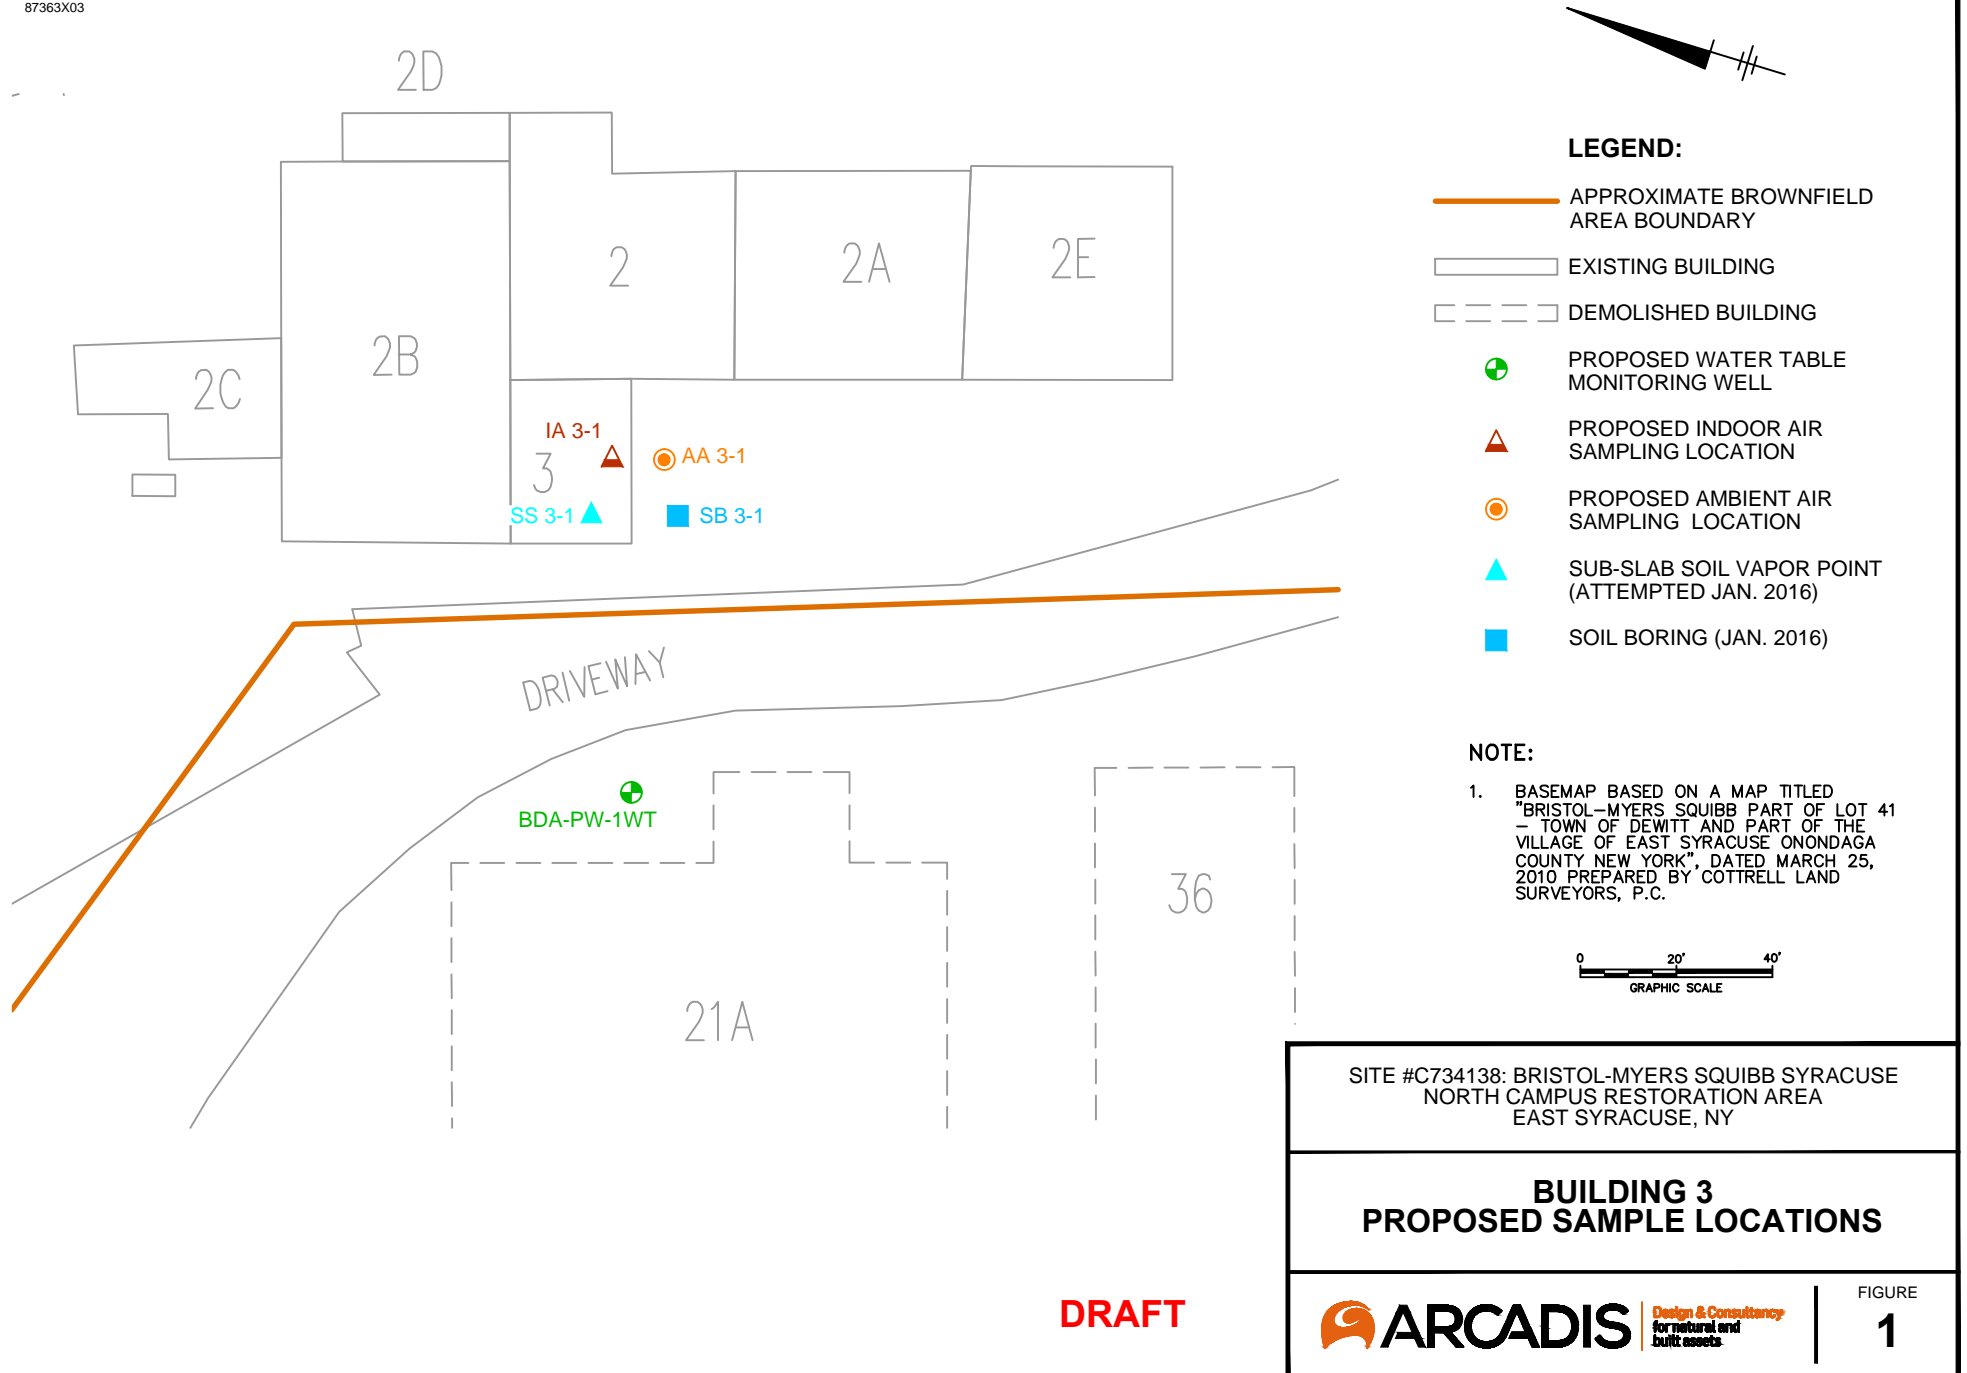 87363X03
2D
2
2A
2E
2B
2C
IA 3-1
3
AA 3-1
SS 3-1
SB 3-1
DRIVEWAY
BDA-PW-1WT
36
21A
LEGEND:
APPROXIMATE BROWNFIELD
AREA BOUNDARY
EXISTING BUILDING
DEMOLISHED BUILDING
PROPOSED WATER TABLE
MONITORING WELL
PROPOSED INDOOR AIR
SAMPLING LOCATION
PROPOSED AMBIENT AIR
SAMPLING LOCATION
SUB-SLAB SOIL VAPOR POINT
(ATTEMPTED JAN. 2016)
SOIL BORING (JAN. 2016)
NOTE:
1. BASEMAP BASED ON A MAP TITLED
"BRISTOL–MYERS SQUIBB PART OF LOT 41
– TOWN OF DEWITT AND PART OF THE
VILLAGE OF EAST SYRACUSE ONONDAGA
COUNTY NEW YORK", DATED MARCH 25,
2010 PREPARED BY COTTRELL LAND
SURVEYORS, P.C.
0 20' 40'
GRAPHIC SCALE
SITE #C734138: BRISTOL-MYERS SQUIBB SYRACUSE
NORTH CAMPUS RESTORATION AREA
EAST SYRACUSE, NY
BUILDING 3
PROPOSED SAMPLE LOCATIONS
DRAFT
ARCADIS
Design & Consultancy
for natural and
built assets
FIGURE
1